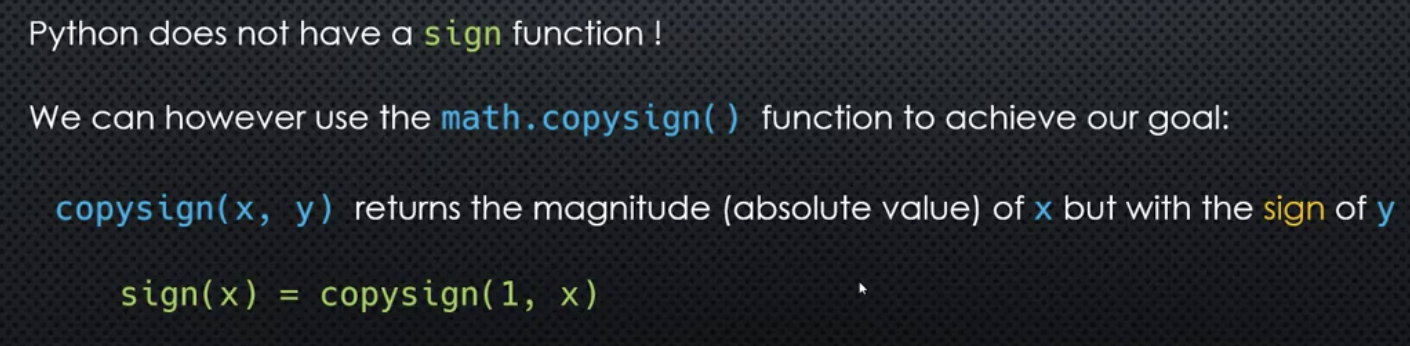 Python does not have a sign function !
We can however use the math.copysign() function to achieve our goal:
copysign(x, y) returns the magnitude (absolute value) of x but with the sign of y
sign(x) = copysign(1, x)